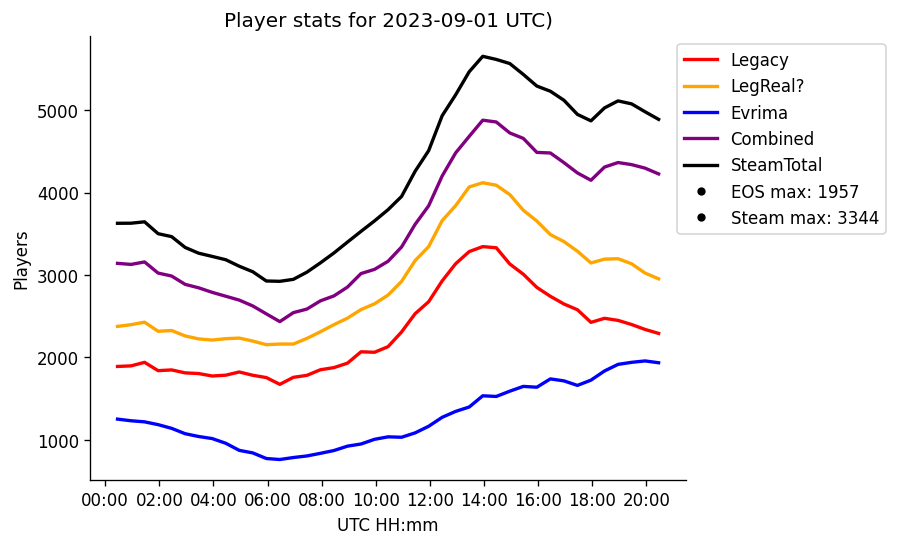 Player stats for 2023-09-01 UTC)
Legacy
LegReal?
Evrima
Combined
SteamTotal
EOS max: 1957
Steam max: 3344
Players
5000
4000
3000
2000
1000
00:00 02:00 04:00 06:00 08:00 10:00 12:00 14:00 16:00 18:00 20:00
UTC HH:mm